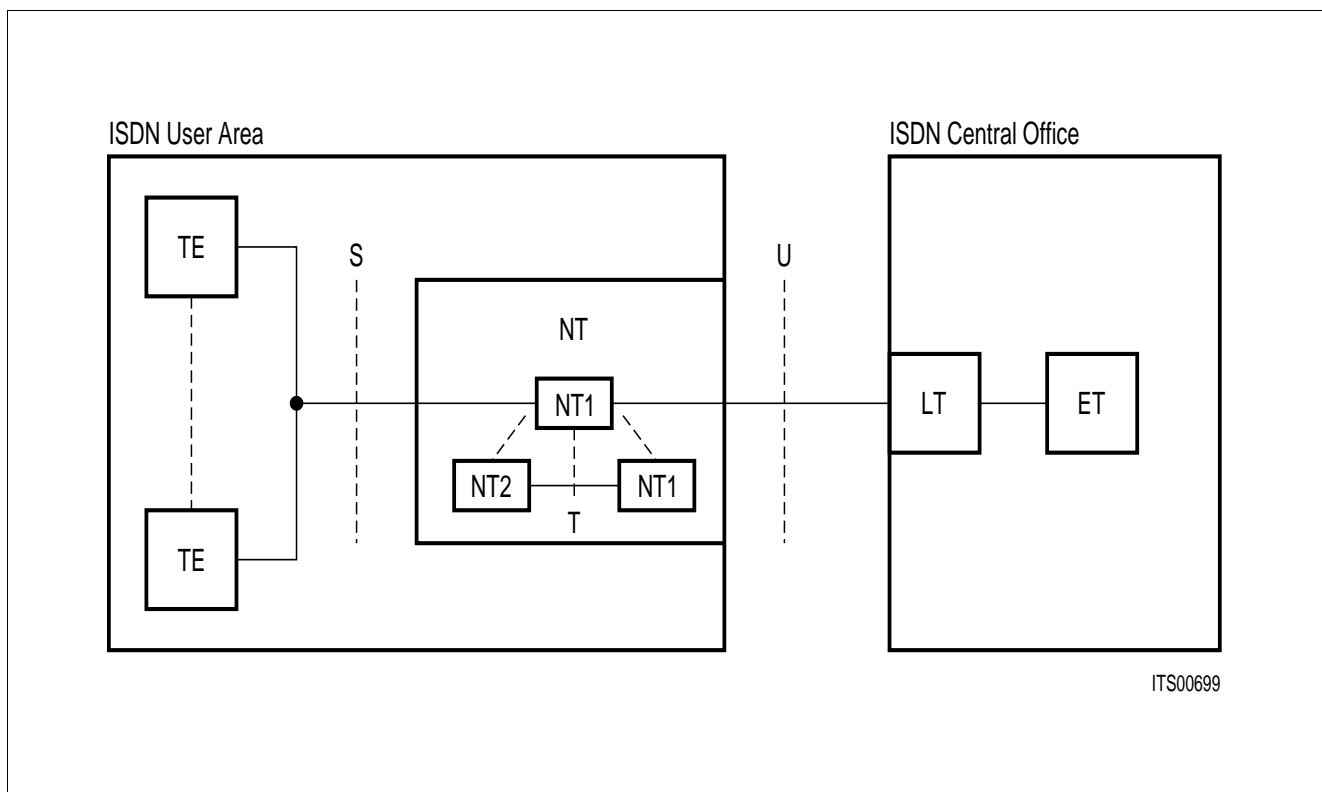 ISDN User Area
ISDN Central Office
TE
S
U
NT
NT1
LT
ET
NT2
NT1
T
TE
ITS00699